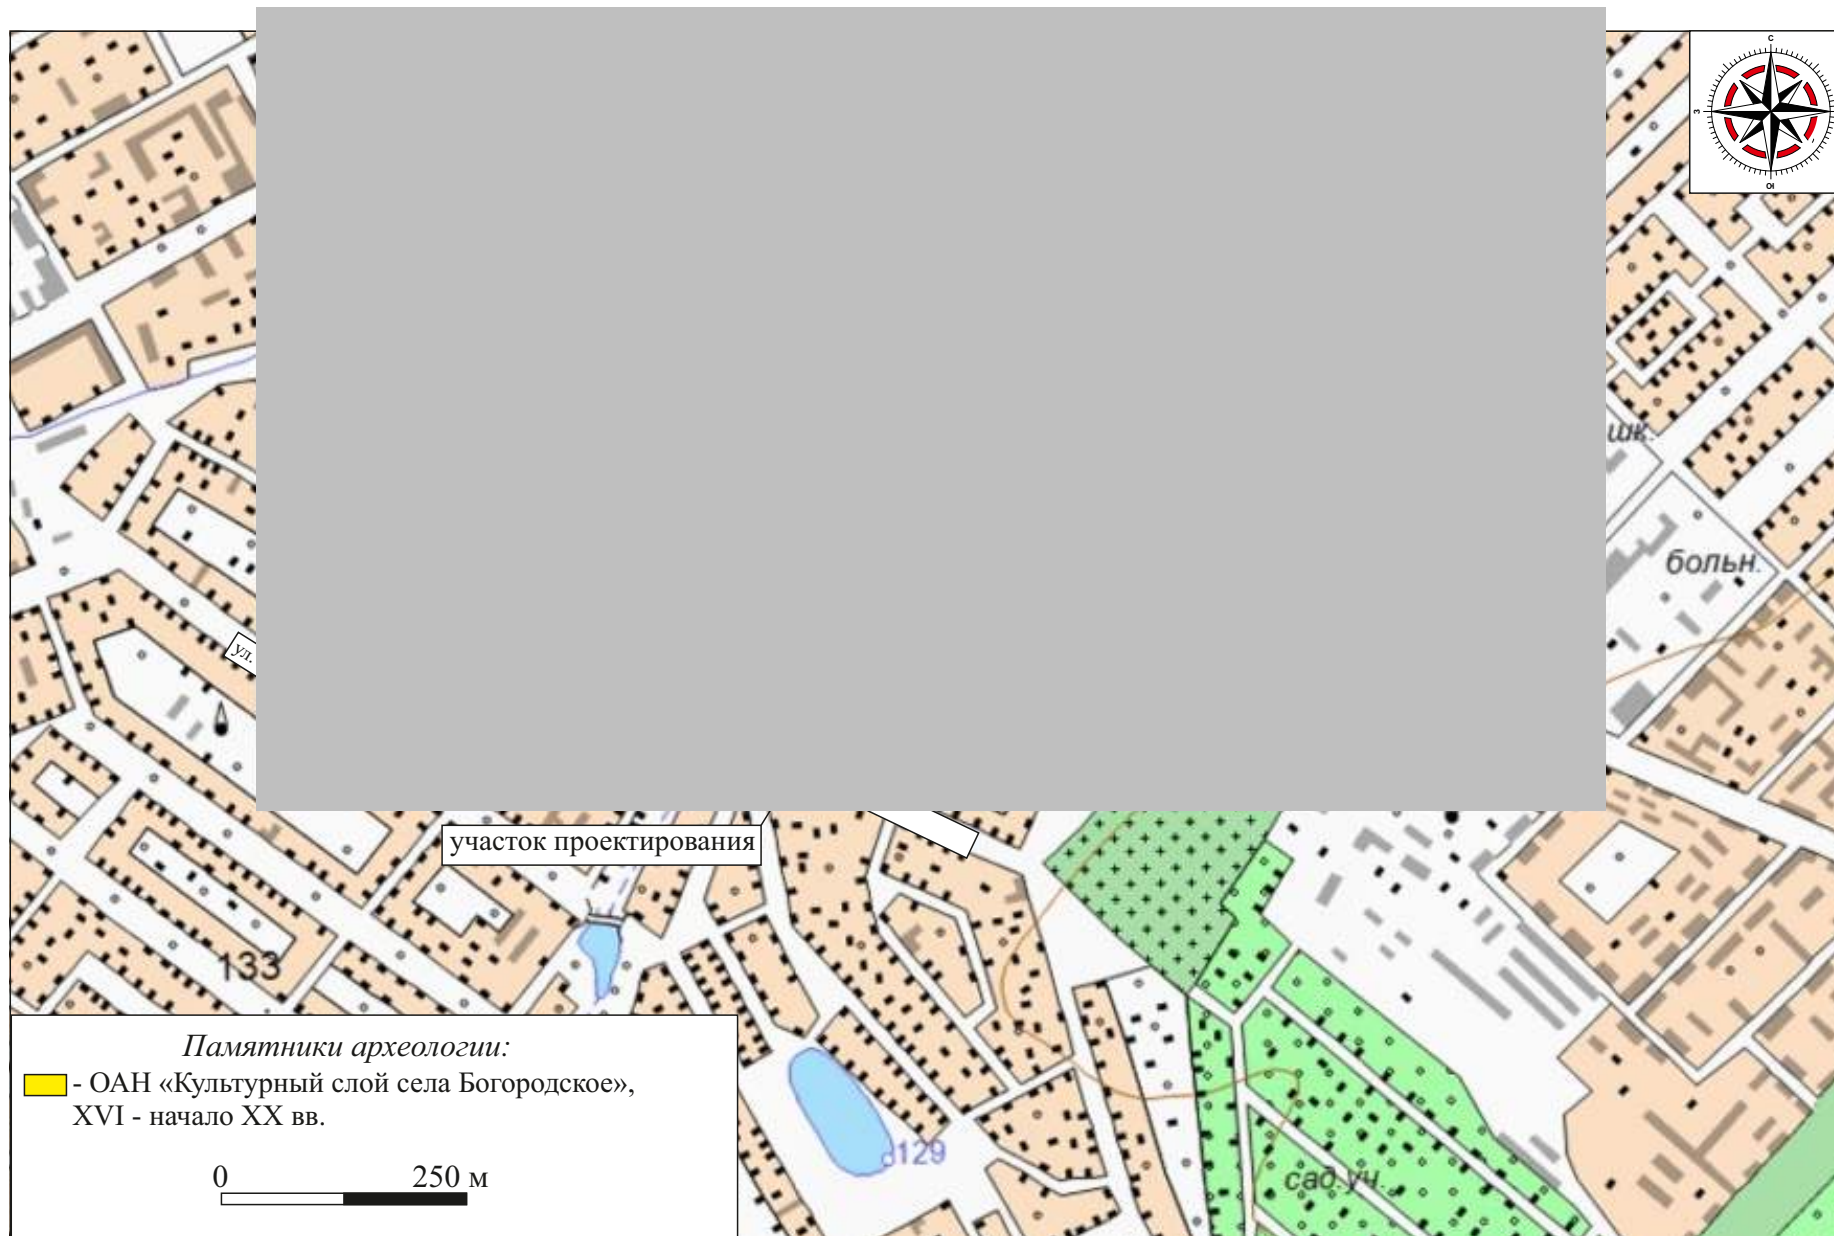 С
З
Ю
шк.
больн.
ул.
участок проектирования
133
Памятники археологии:
- ОАН «Культурный слой села Богородское»,
XVI - начало XX вв.
0 250 м
129
сад.уч.